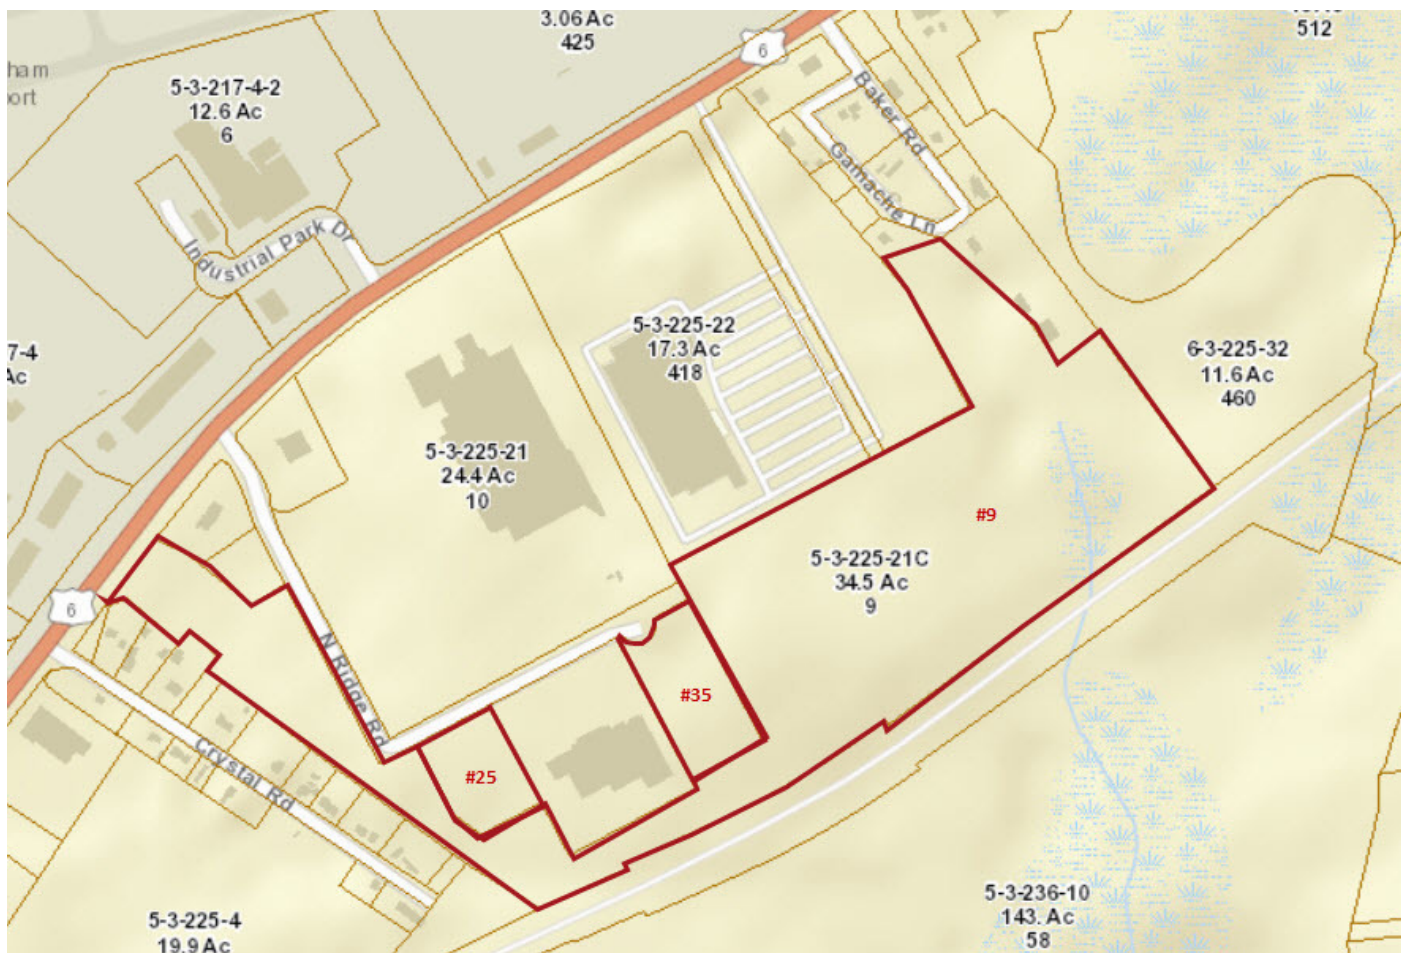 3.06 Ac
425
512
6
ham
ort
5-3-217-4-2
12.6 Ac
6
Baker Rd
Gamache Ln
Industrial Park Dr
5-3-225-22
17.3 Ac
418
7-4
Ac
6-3-225-32
11.6 Ac
460
5-3-225-21
24.4 Ac
10
#9
5-3-225-21C
34.5 Ac
9
6
N Ridge Rd
#35
#25
Crystal Rd
5-3-225-4
19.9 Ac
5-3-236-10
143. Ac
58